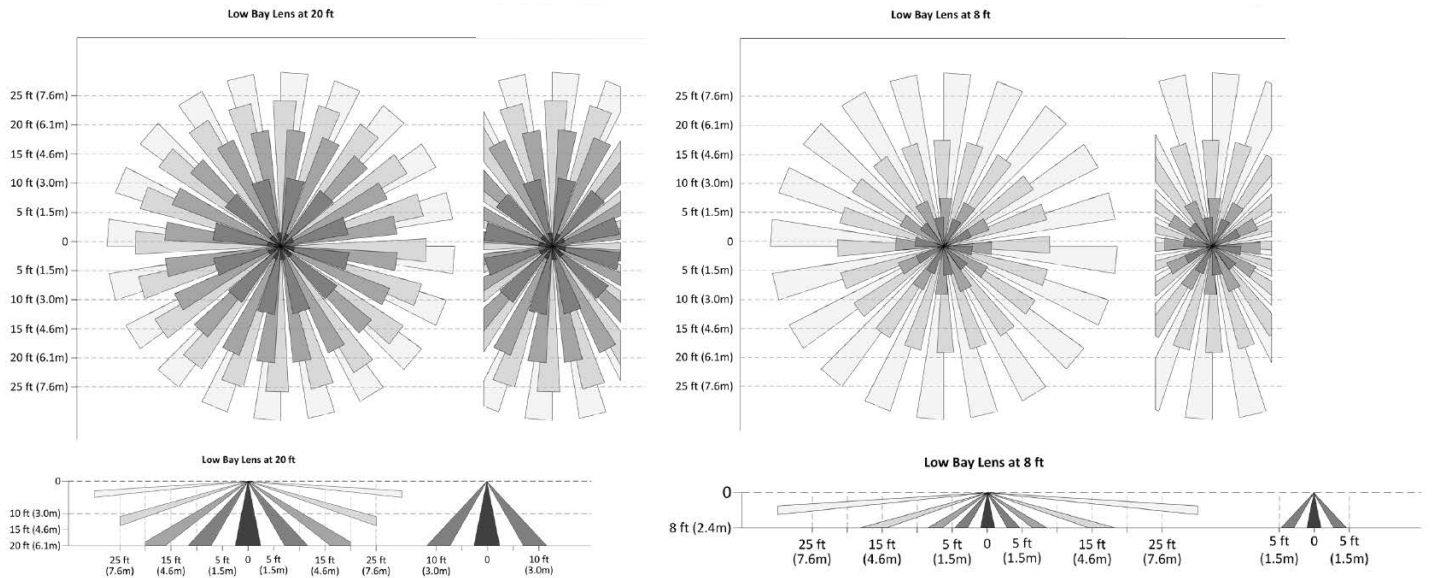 Low Bay Lens at 20 ft
25 ft (7.6m)
20 ft (6.1m)
15 ft (4.6m)
10 ft (3.0m)
5 ft (1.5m)
0
5 ft (1.5m)
10 ft (3.0m)
15 ft (4.6m)
20 ft (6.1m)
25 ft (7.6m)
Low Bay Lens at 8 ft
25 ft (7.6m)
20 ft (6.1m)
15 ft (4.6m)
10 ft (3.0m)
5 ft (1.5m)
0
5 ft (1.5m)
10 ft (3.0m)
15 ft (4.6m)
20 ft (6.1m)
25 ft (7.6m)
Low Bay Lens at 20 ft
0
10 ft (3.0m)
15 ft (4.6m)
20 ft (6.1m)
25 ft 15 ft 5 ft 0 5 ft 15 ft 25 ft 10 ft 0 10 ft
(7.6m) (4.6m) (1.5m) (1.5m) (4.6m) (7.6m) (3.0m) (3.0m)
Low Bay Lens at 8 ft
0
8 ft (2.4m)
25 ft 15 ft 5 ft 0 5 ft 15 ft 25 ft 5 ft 0 5 ft
(7.6m) (4.6m) (1.5m) (1.5m) (4.6m) (7.6m) (1.5m) (1.5m)